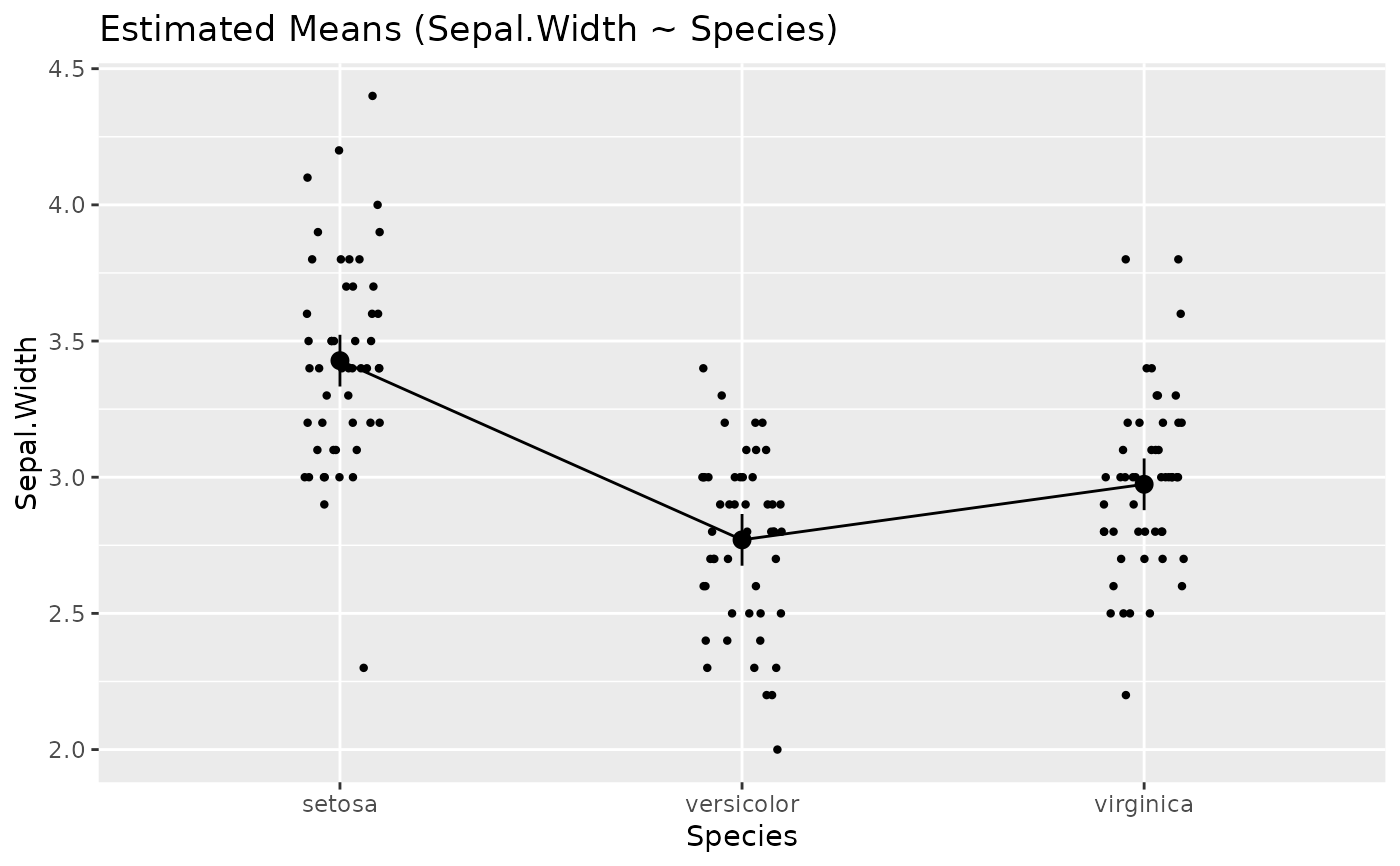 Estimated Means (Sepal.Width ~ Species)
4.5
4.0
3.5
3.0
2.5
2.0
Sepal.Width
setosa versicolor virginica
Species